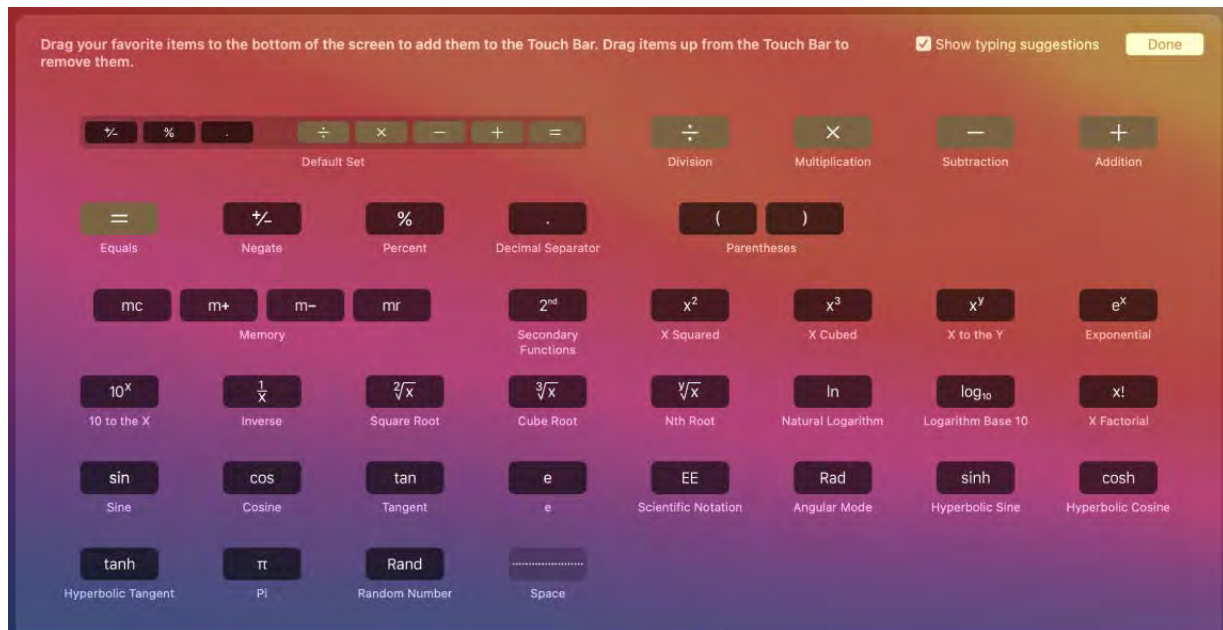 Drag your favorite items to the bottom of the screen to add them to the Touch Bar. Drag items up from the Touch Bar to
remove them.
Show typing suggestions
Done
⁺⁄₋ % . ÷ × − + =
Default Set
÷
Division
×
Multiplication
−
Subtraction
+
Addition
=
Equals
⁺⁄₋
Negate
%
Percent
.
Decimal Separator
( )
Parentheses
mc m+ m− mr
Memory
2ⁿᵈ
Secondary
Functions
x²
X Squared
x³
X Cubed
xʸ
X to the Y
eˣ
Exponential
10ˣ
10 to the X
1/x
Inverse
²√x
Square Root
³√x
Cube Root
ʸ√x
Nth Root
ln
Natural Logarithm
log₁₀
Logarithm Base 10
x!
X Factorial
sin
Sine
cos
Cosine
tan
Tangent
e
e
EE
Scientific Notation
Rad
Angular Mode
sinh
Hyperbolic Sine
cosh
Hyperbolic Cosine
tanh
Hyperbolic Tangent
π
Pi
Rand
Random Number
Space